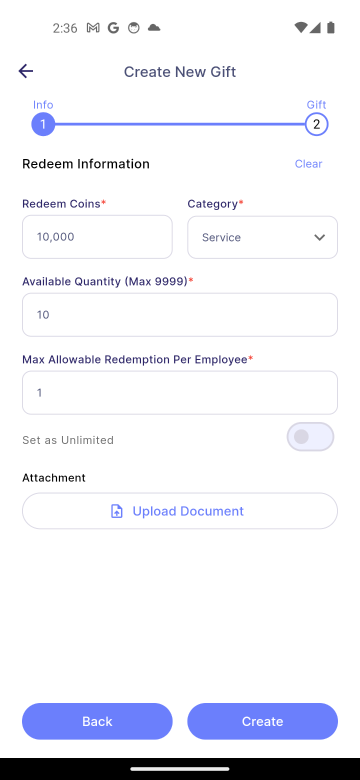 2:36
Create New Gift
Info
Gift
1
2
Redeem Information
Clear
Redeem Coins*
Category*
10,000
Service
Available Quantity (Max 9999)*
10
Max Allowable Redemption Per Employee*
1
Set as Unlimited
Attachment
Upload Document
Back
Create